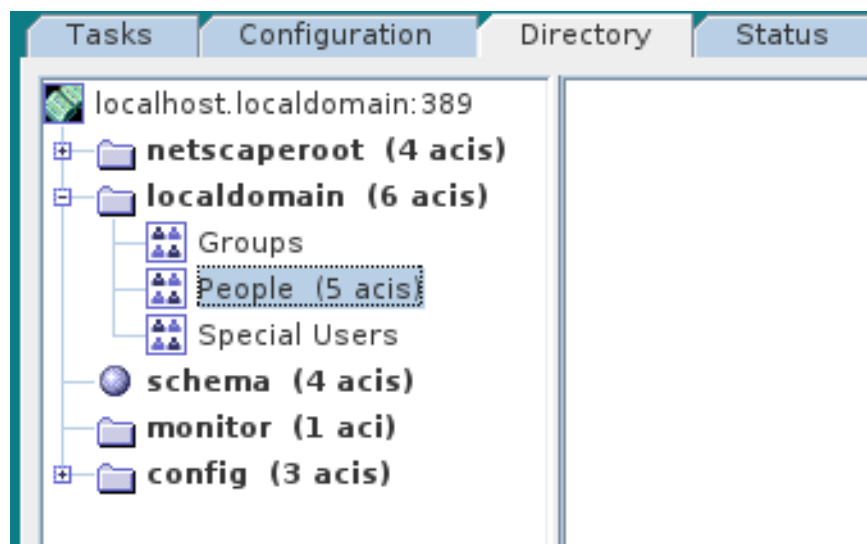 Tasks Configuration Directory Status
localhost.localdomain:389
netscaperoot (4 acis)
localdomain (6 acis)
Groups
People (5 acis)
Special Users
schema (4 acis)
monitor (1 aci)
config (3 acis)